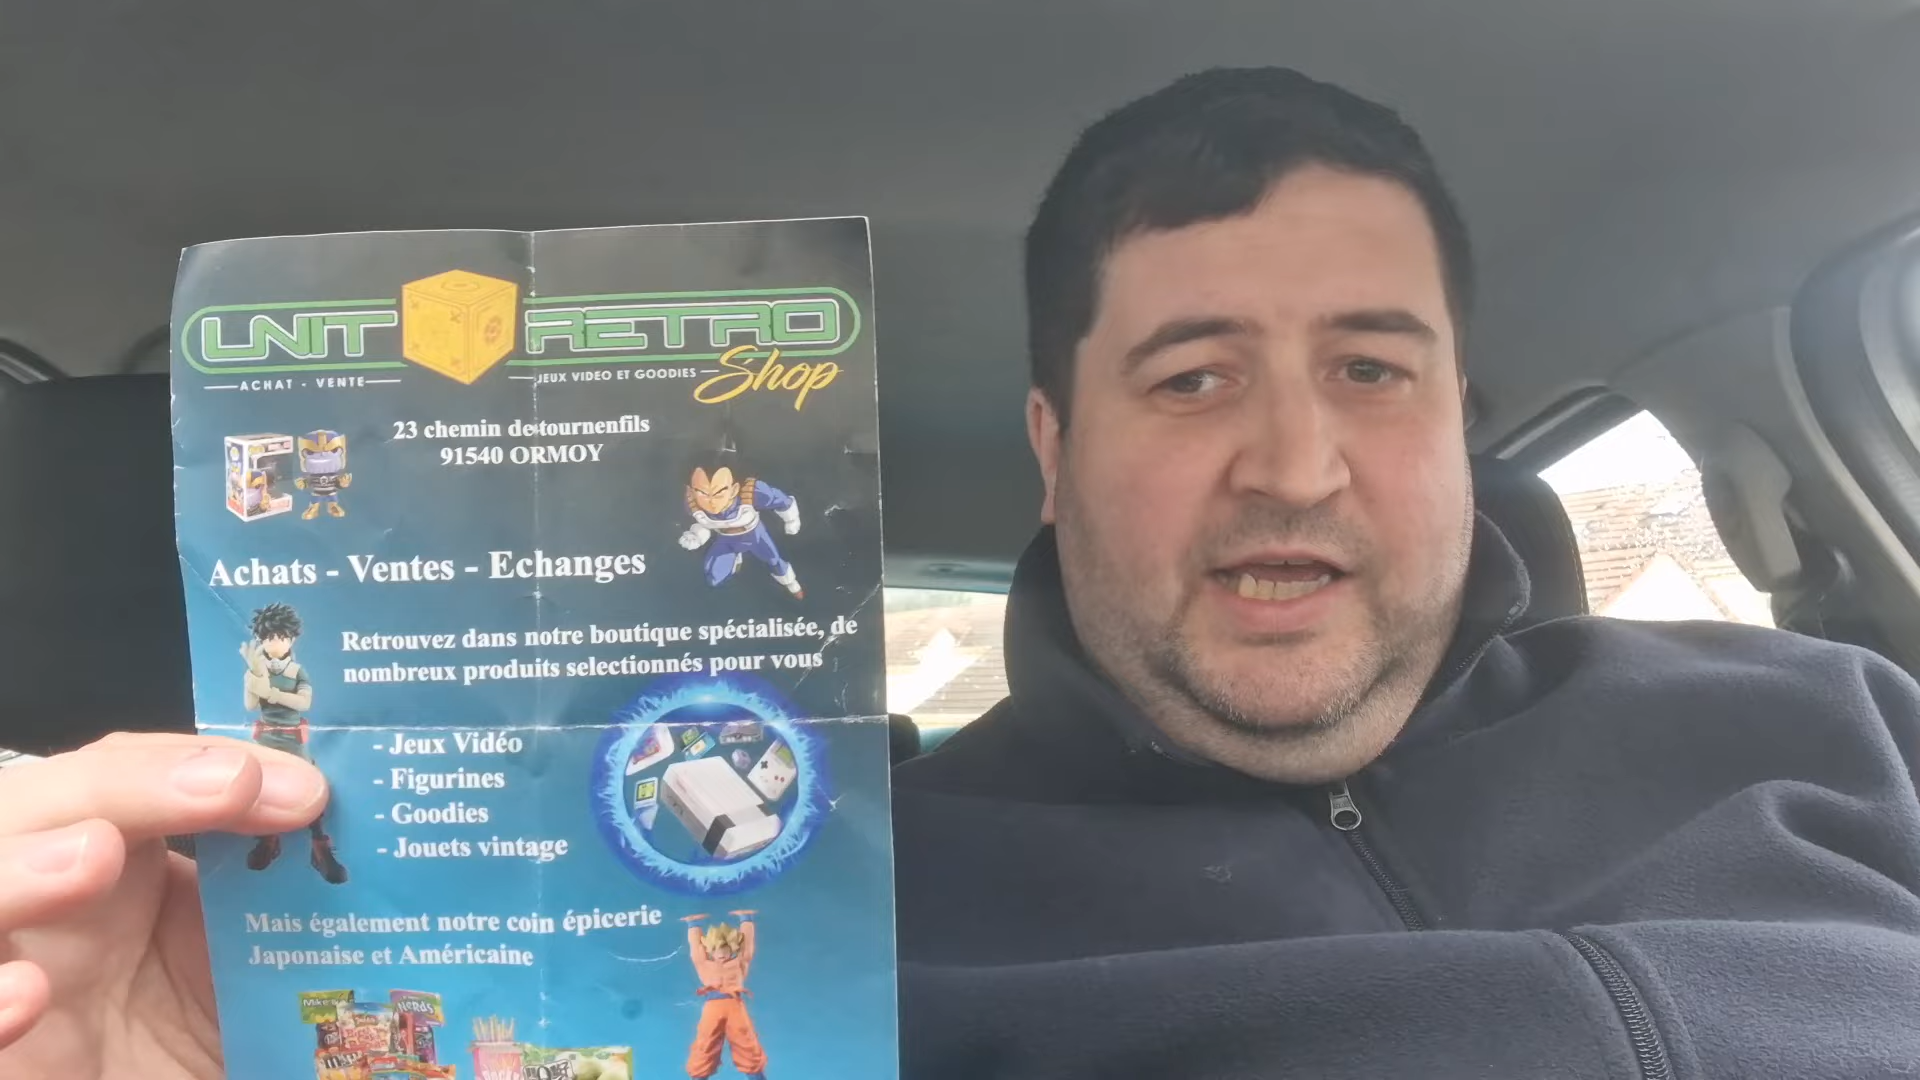 UNIT RETRO
ACHAT - VENTE
JEUX VIDEO ET GOODIES
Shop
23 chemin de tournenfils
91540 ORMOY
Achats - Ventes - Echanges
Retrouvez dans notre boutique spécialisée, de
nombreux produits selectionnés pour vous
- Jeux Vidéo
- Figurines
- Goodies
- Jouets vintage
Mais également notre coin épicerie
Japonaise et Américaine
Nerds